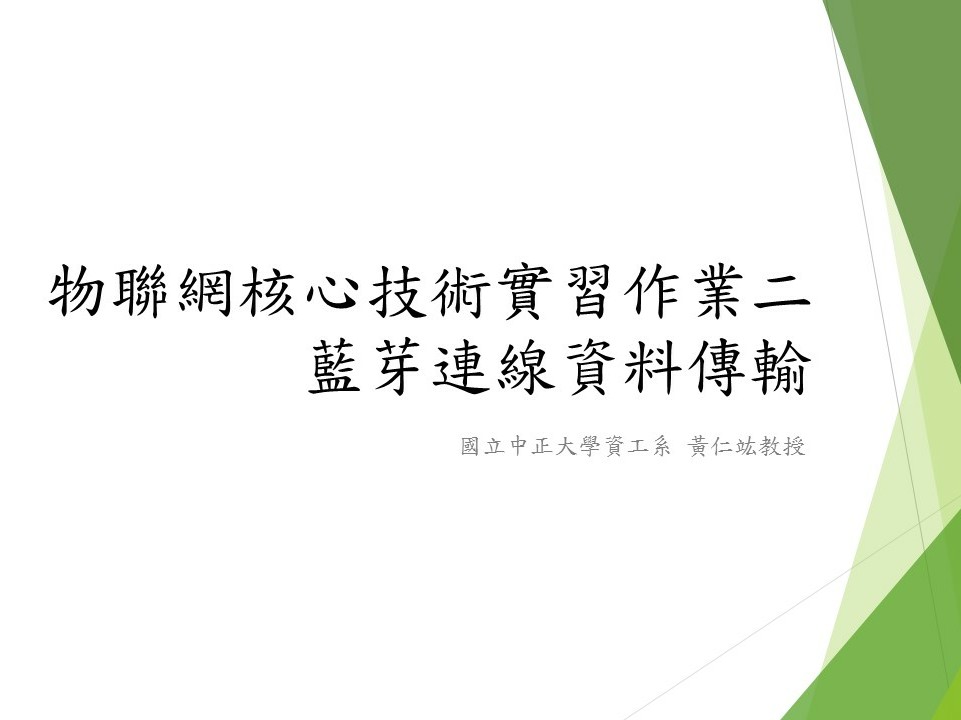 物聯網核心技術實習作業二
藍芽連線資料傳輸
國立中正大學資工系 黃仁竑教授